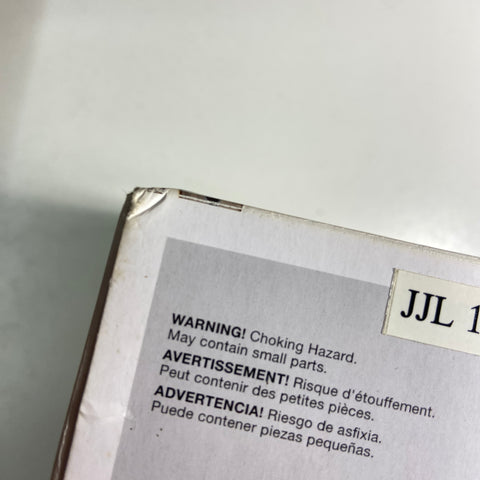 JJL 1
WARNING! Choking Hazard.
May contain small parts.
AVERTISSEMENT! Risque d'étouffement.
Peut contenir des petites pièces.
ADVERTENCIA! Riesgo de asfixia.
Puede contener piezas pequeñas.